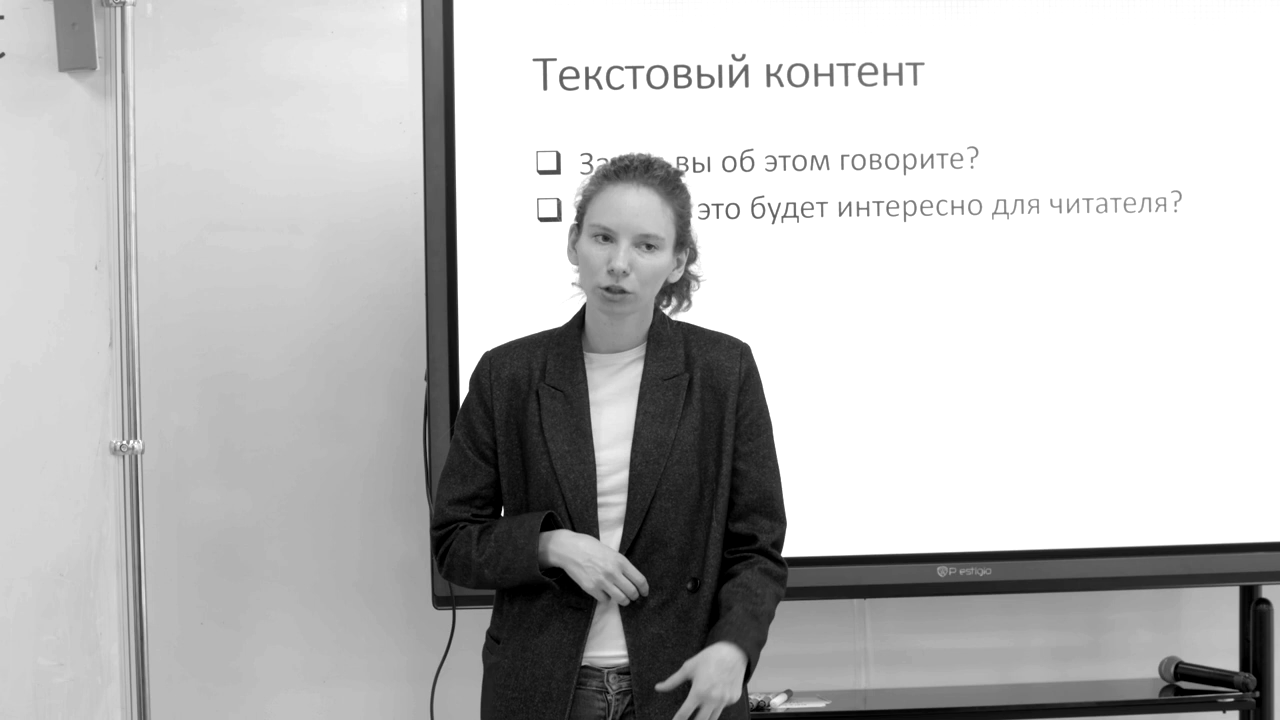 Текстовый контент
вы об этом говорите?
это будет интересно для читателя?
Prestigio